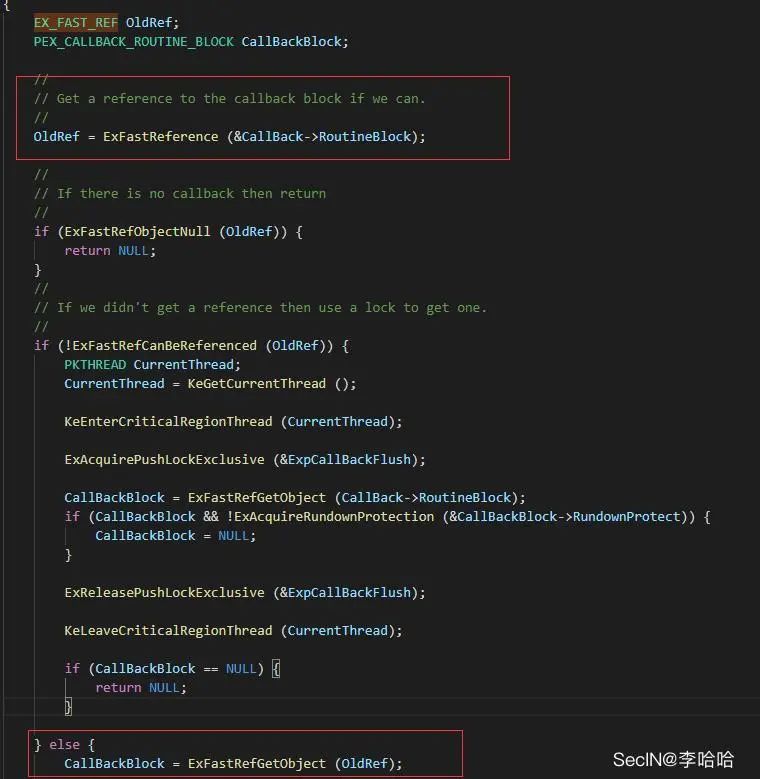 {
EX_FAST_REF OldRef;
PEX_CALLBACK_ROUTINE_BLOCK CallBackBlock;
//
// Get a reference to the callback block if we can.
//
OldRef = ExFastReference (&CallBack->RoutineBlock);
//
// If there is no callback then return
//
if (ExFastRefObjectNull (OldRef)) {
return NULL;
}
//
// If we didn't get a reference then use a lock to get one.
//
if (!ExFastRefCanBeReferenced (OldRef)) {
PKTHREAD CurrentThread;
CurrentThread = KeGetCurrentThread ();
KeEnterCriticalRegionThread (CurrentThread);
ExAcquirePushLockExclusive (&ExpCallBackFlush);
CallBackBlock = ExFastRefGetObject (CallBack->RoutineBlock);
if (CallBackBlock && !ExAcquireRundownProtection (&CallBackBlock->RundownProtect)) {
CallBackBlock = NULL;
}
ExReleasePushLockExclusive (&ExpCallBackFlush);
KeLeaveCriticalRegionThread (CurrentThread);
if (CallBackBlock == NULL) {
return NULL;
}
} else {
CallBackBlock = ExFastRefGetObject (OldRef);
SecIN@李哈哈